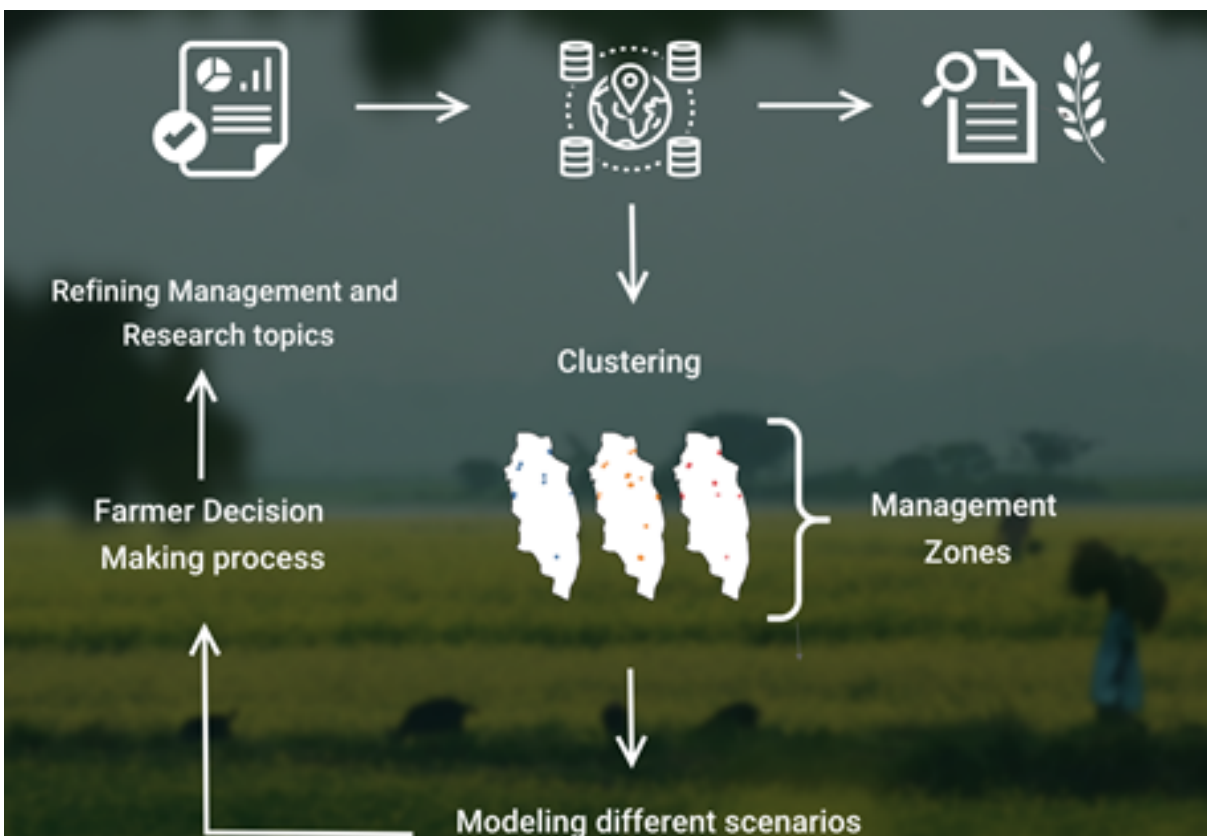 Refining Management and
Research topics
Clustering
Farmer Decision
Making process
Management
Zones
Modeling different scenarios